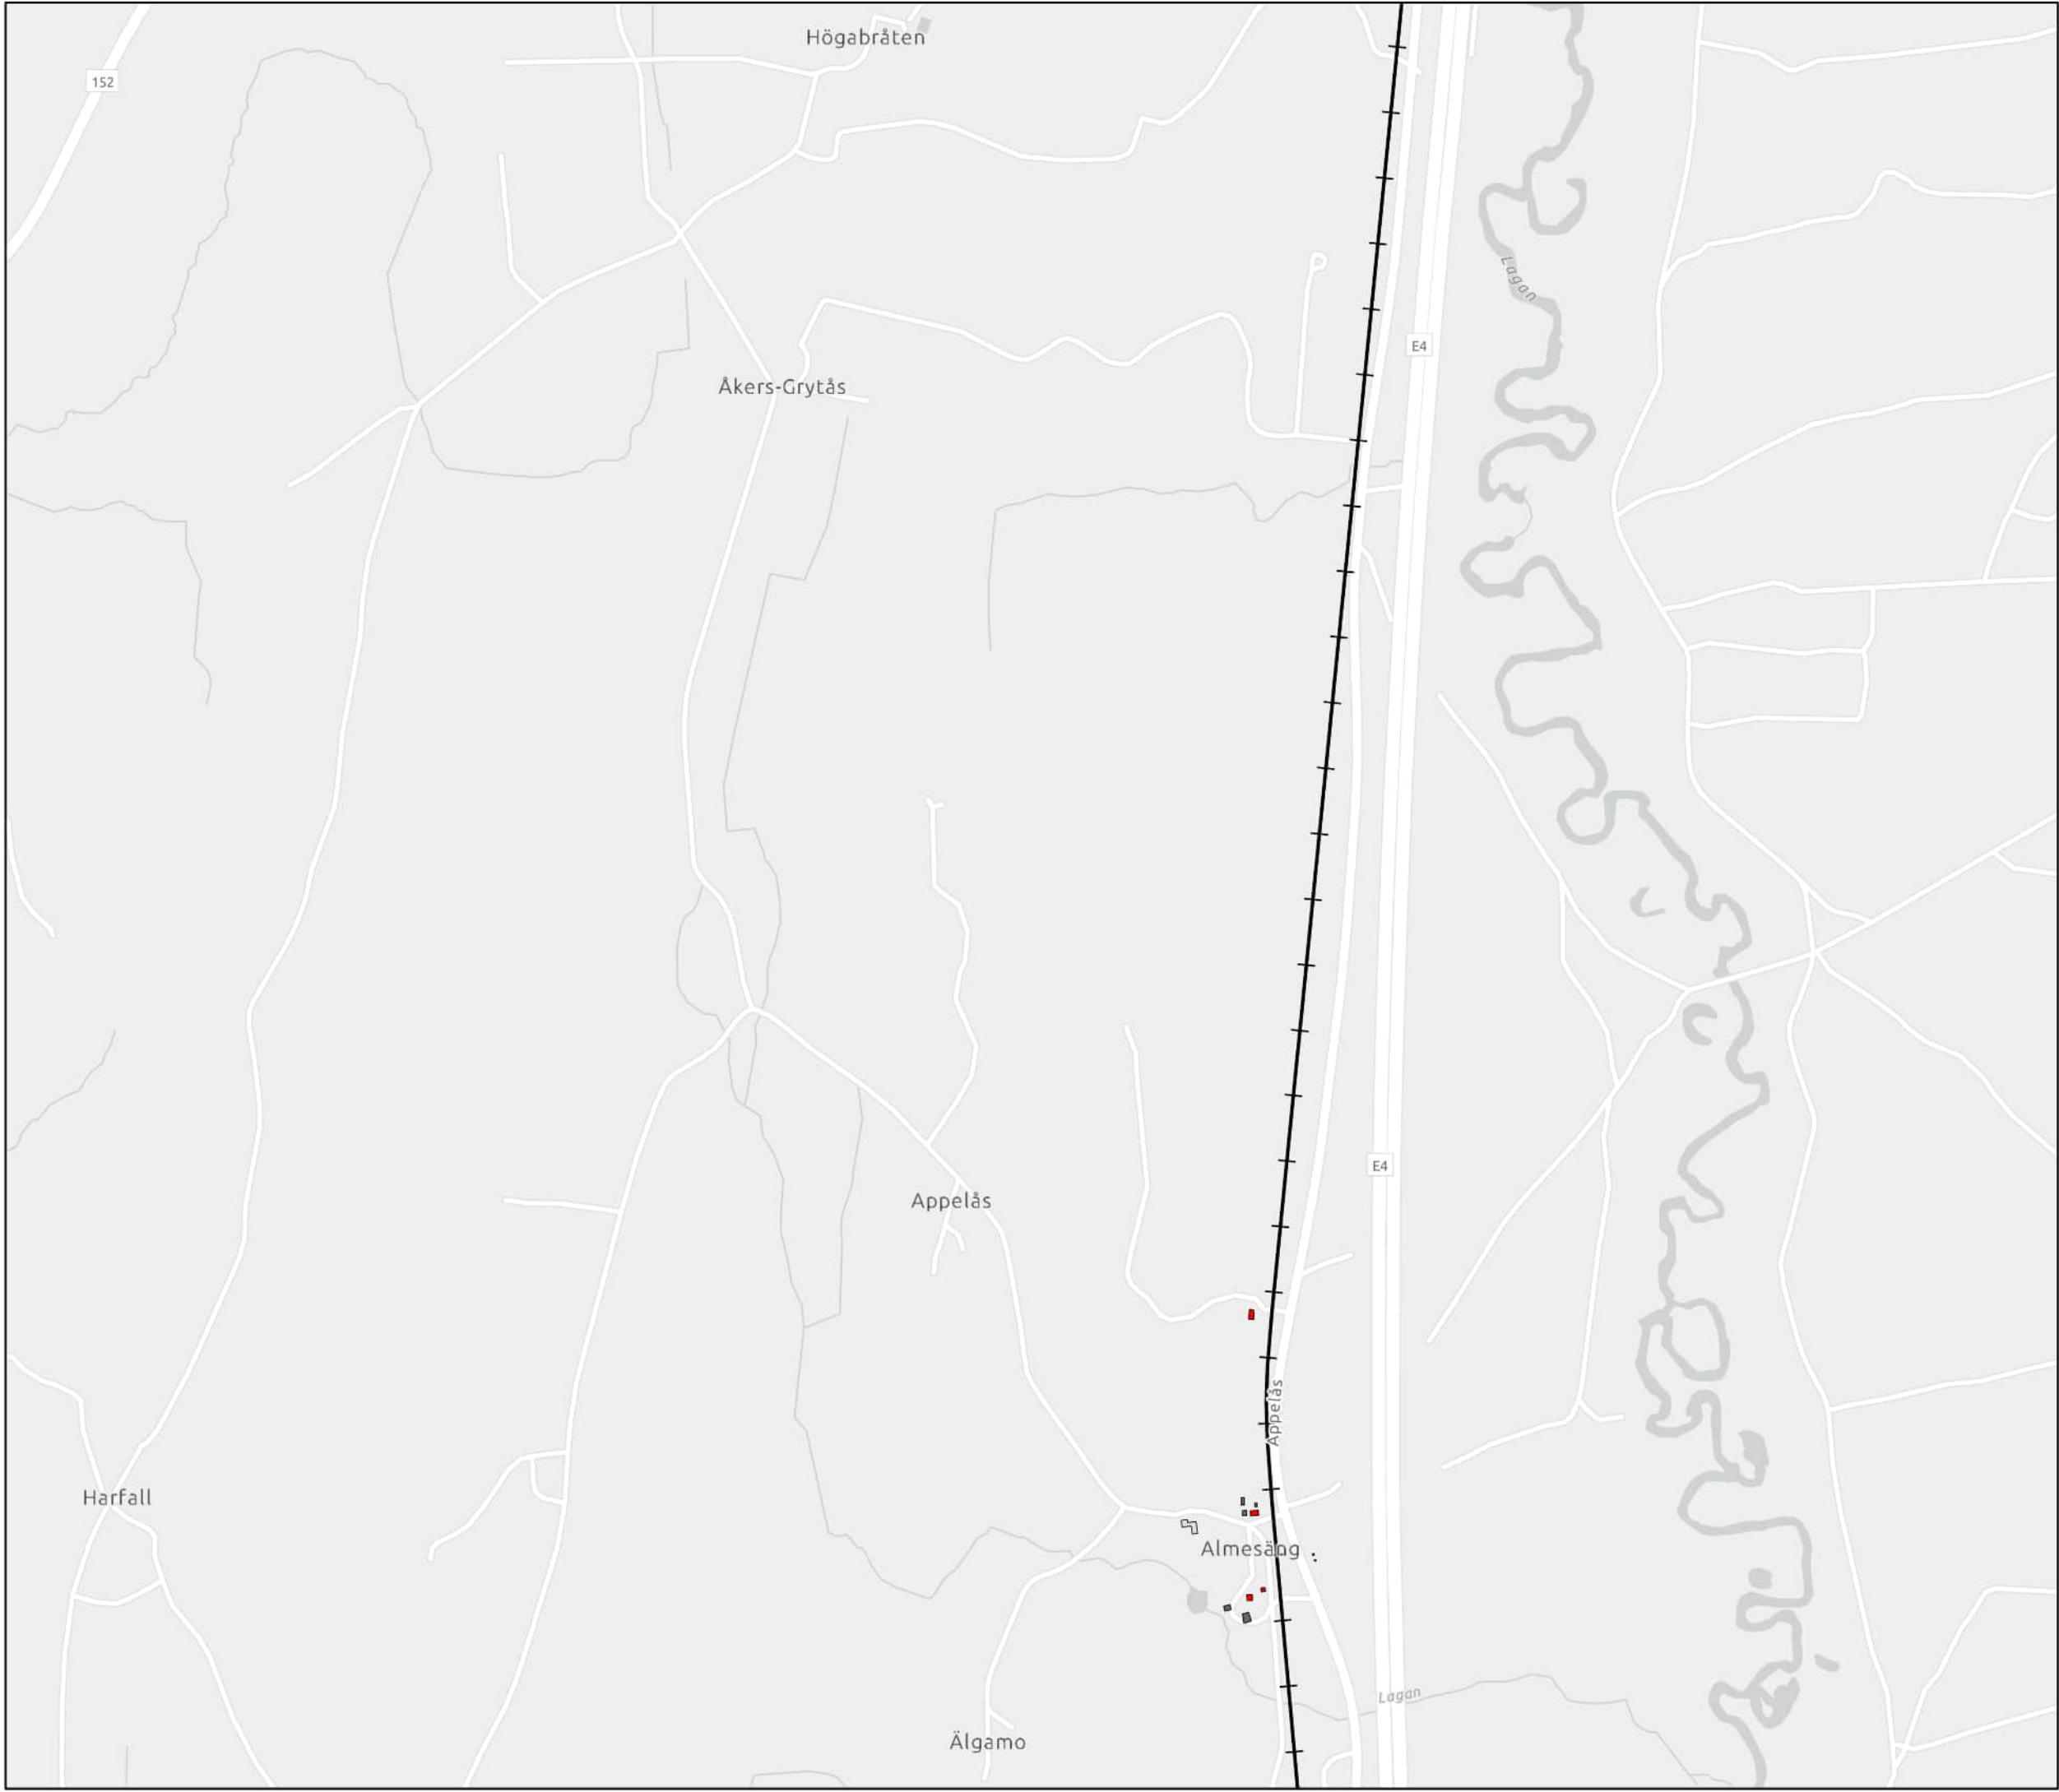 Högabråten
152
Lagan
E4
Åkers-Grytås
E4
Appelås
Appelås
Harfall
Almesäng
Lagan
Älgamo